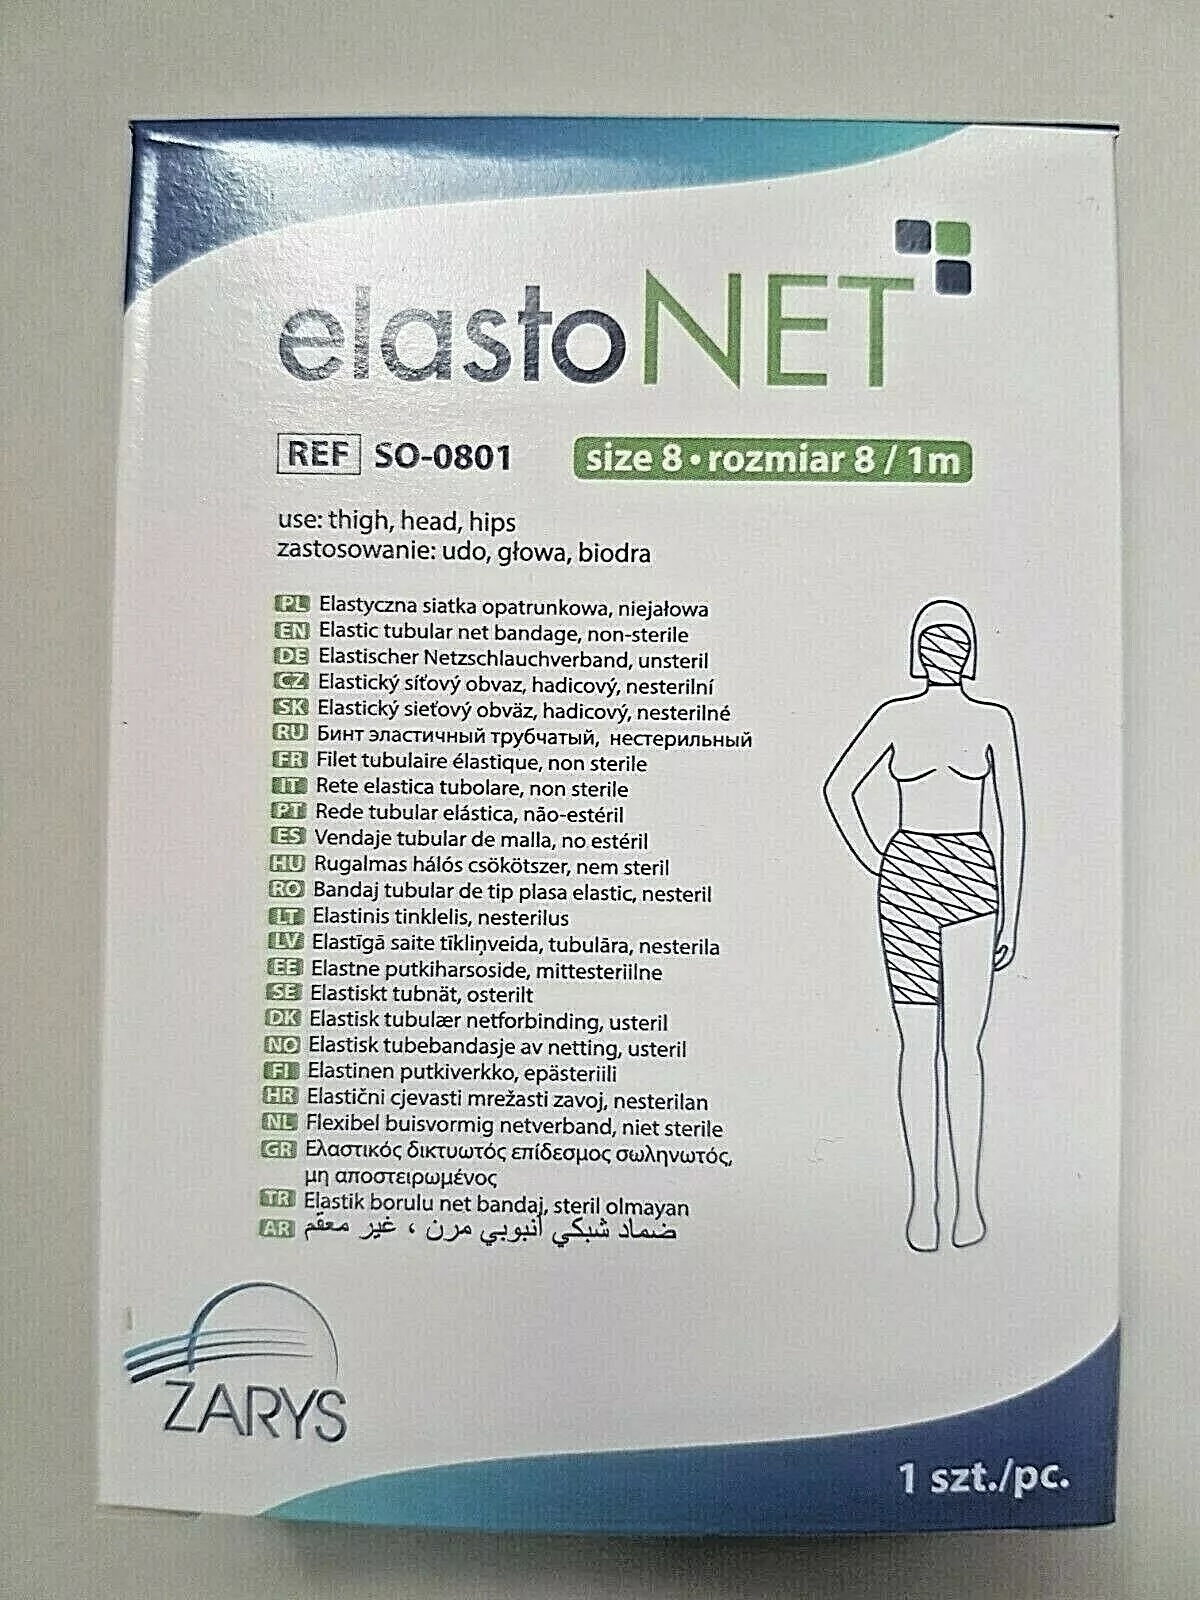 elastoNET
REF SO-0801
size 8 • rozmiar 8 / 1m
use: thigh, head, hips
zastosowanie: udo, głowa, biodra
PL Elastyczna siatka opatrunkowa, niejałowa
EN Elastic tubular net bandage, non-sterile
DE Elastischer Netzschlauchverband, unsteril
CZ Elastický síťový obvaz, hadicový, nesterilní
SK Elastický sieťový obväz, hadicový, nesterilné
RU Бинт эластичный трубчатый, нестерильный
FR Filet tubulaire élastique, non sterile
IT Rete elastica tubolare, non sterile
PT Rede tubular elástica, não-estéril
ES Vendaje tubular de malla, no estéril
HU Rugalmas hálós csökötszer, nem steril
RO Bandaj tubular de tip plasa elastic, nesteril
LT Elastinis tinklelis, nesterilus
LV Elastīgā saite tīkliņveida, tubulāra, nesterila
EE Elastne putkiharsoside, mittesteriilne
SE Elastiskt tubnät, osterilt
DK Elastisk tubulær netforbinding, usteril
NO Elastisk tubebandasje av netting, usteril
FI Elastinen putkiverkko, epästeriili
HR Elastični cjevasti mrežasti zavoj, nesterilan
NL Flexibel buisvormig netverband, niet sterile
GR Ελαστικός δικτυωτός επίδεσμος σωληνωτός,
μη αποστειρωμένος
TR Elastik borulu net bandaj, steril olmayan
AR ضماد شبكي أنبوبي مرن ، غير معقم
ZARYS
1 szt./pc.